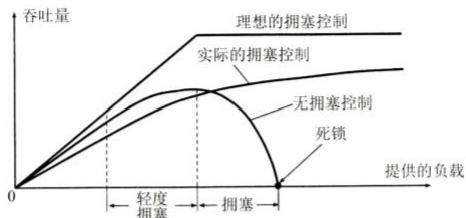 吞吐量
理想的拥塞控制
实际的拥塞控制
无拥塞控制
死锁
提供的负载
0
轻度
拥塞
拥塞